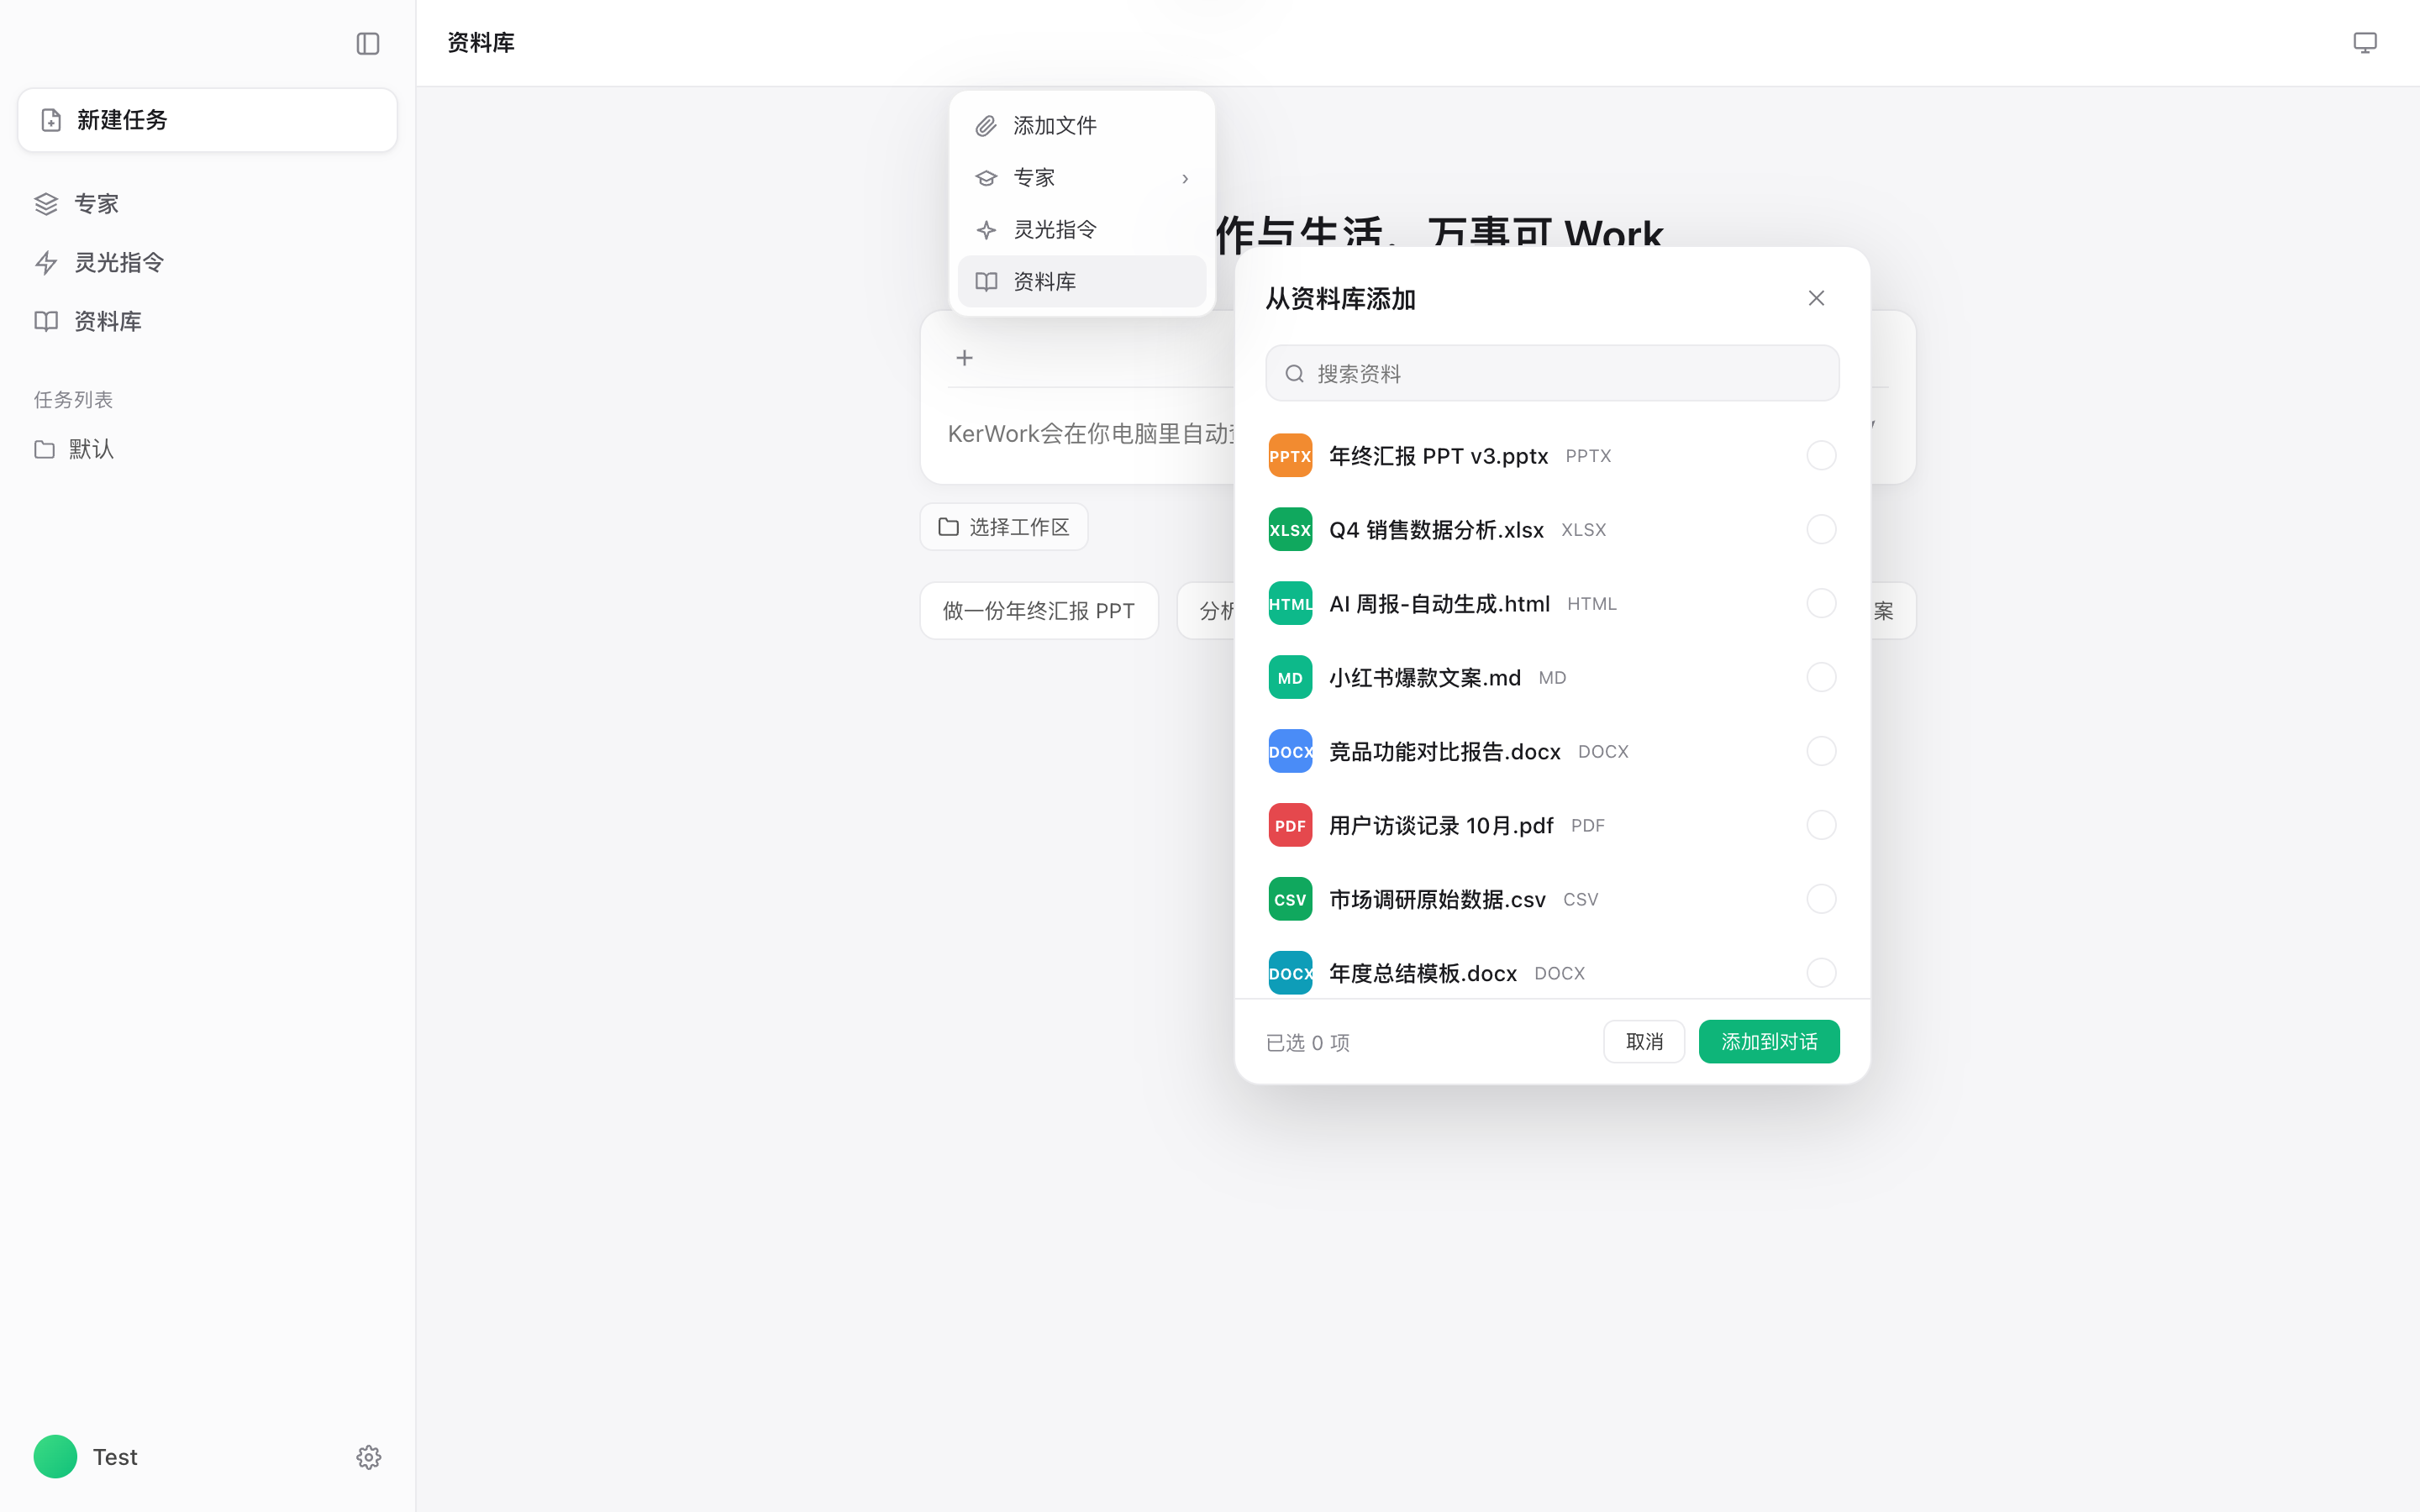 资料库
新建任务
专家
灵光指令
资料库
任务列表
默认
Test
添加文件
专家
灵光指令
资料库
作与生活，万事可 Work
KerWork会在你电脑里自动
选择工作区
做一份年终汇报 PPT
分析
案
从资料库添加
搜索资料
PPTX 年终汇报 PPT v3.pptx PPTX
XLSX Q4 销售数据分析.xlsx XLSX
HTML AI 周报-自动生成.html HTML
MD 小红书爆款文案.md MD
DOCX 竞品功能对比报告.docx DOCX
PDF 用户访谈记录 10月.pdf PDF
CSV 市场调研原始数据.csv CSV
DOCX 年度总结模板.docx DOCX
已选 0 项
取消
添加到对话